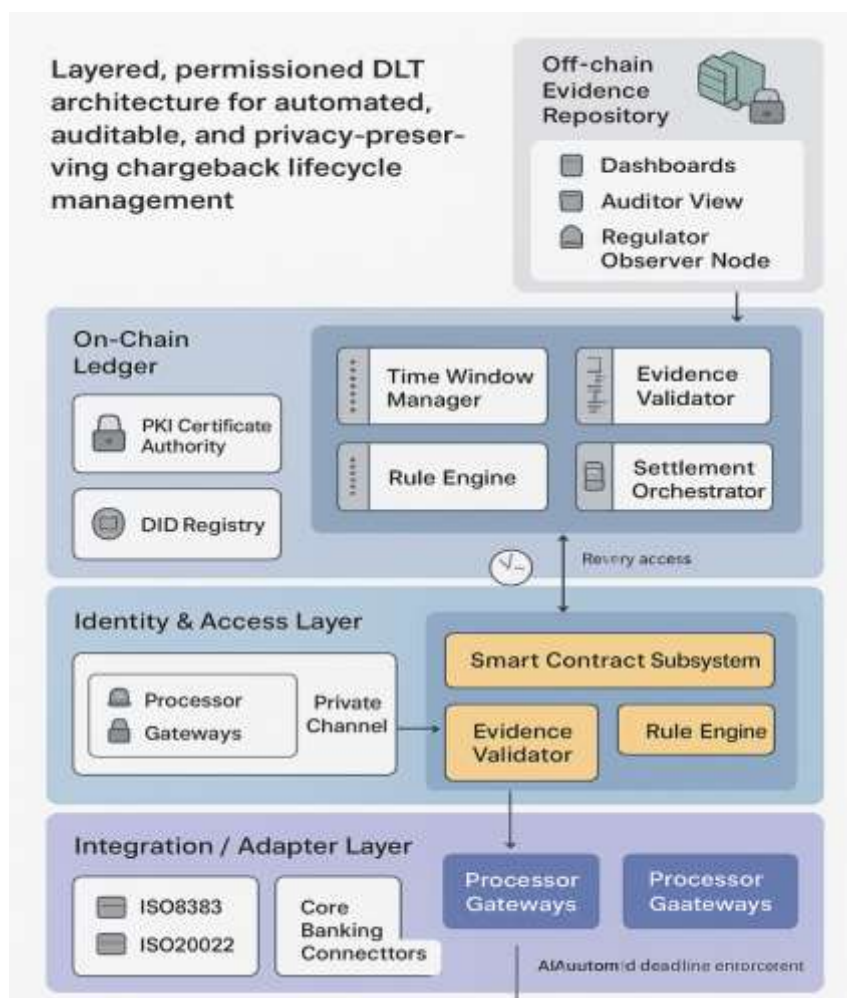 Layered, permissioned DLT
architecture for automated,
auditable, and privacy-preser-
ving chargeback lifecycle
management
Off-chain
Evidence
Repository
Dashboards
Auditor View
Regulator
Observer Node
On-Chain
Ledger
PKI Certificate
Authority
DID Registry
Time Window
Manager
Evidence
Validator
Rule Engine
Settlement
Orchestrator
access
Identity & Access Layer
Processor
Gateways
Private
Channel
Smart Contract Subsystem
Evidence
Validator
Rule Engine
Integration / Adapter Layer
ISO8383
ISO20022
Core
Banking
Connecttors
Processor
Gateways
Processor
Gaateways
deadline